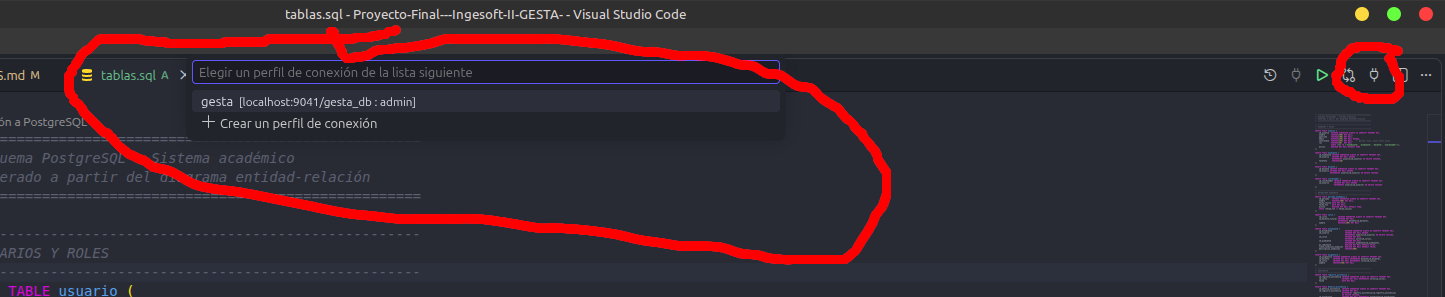 tablas.sql - Proyecto-Final---Ingesoft-II-GESTA- - Visual Studio Code
S.md M
tablas.sql A
Elegir un perfil de conexión de la lista siguiente
gesta [localhost:9041/gesta_db : admin]
Crear un perfil de conexión
ón a PostgreSQL
uema PostgreSQL Sistema académico
erado a partir del diagrama entidad-relación
ARIOS Y ROLES
TABLE usuario (